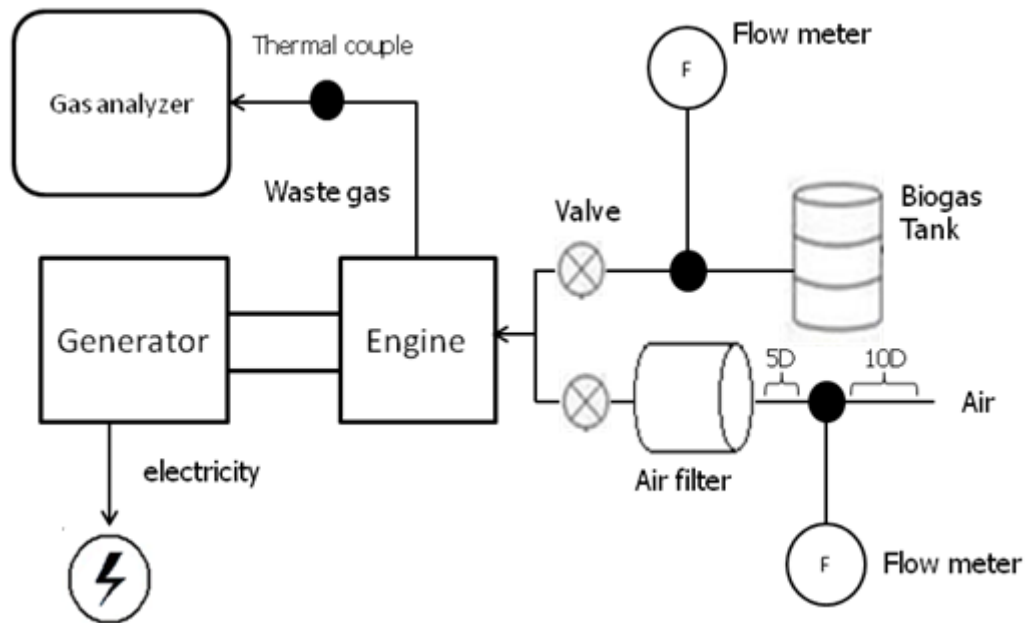 Flow meter
F
Thermal couple
Gas analyzer
Waste gas
Valve
Biogas
Tank
Generator
Engine
5D
10D
Air
Air filter
electricity
F
Flow meter